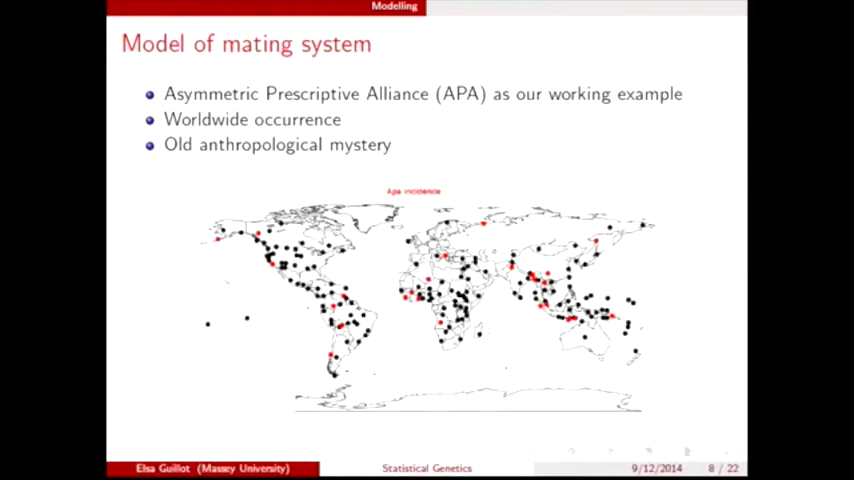 Modelling
Model of mating system
Asymmetric Prescriptive Alliance (APA) as our working example
Worldwide occurrence
Old anthropological mystery
Apa incidence
Elsa Guillot (Massey University)
Statistical Genetics
9/12/2014
8 / 22